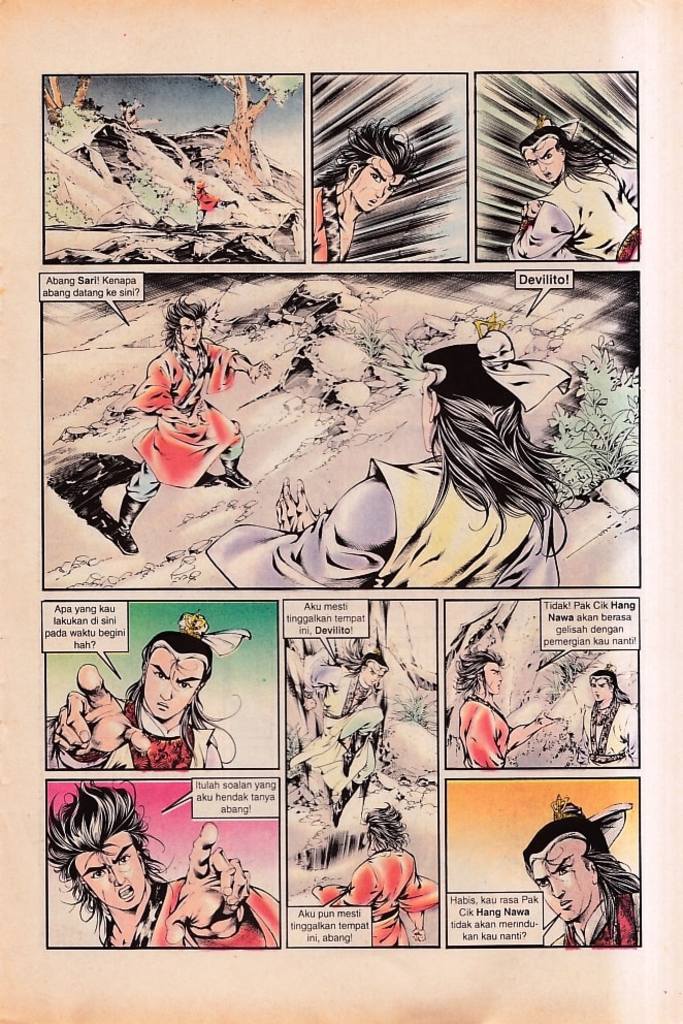 Abang Sari! Kenapa
abang datang ke sini?
Devilito!
Apa yang kau
lakukan di sini
pada waktu begini
hah?
Itulah soalan yang
aku hendak tanya
abang!
Aku mesti
tinggalkan tempat
ini, Devilito!
Aku pun mesti
tinggalkan tempat
ini, abang!
Tidak! Pak Cik Hang
Nawa akan berasa
gelisah dengan
pemergian kau nanti!
Habis, kau rasa Pak
Cik Hang Nawa
tidak akan merindu-
kan kau nanti?